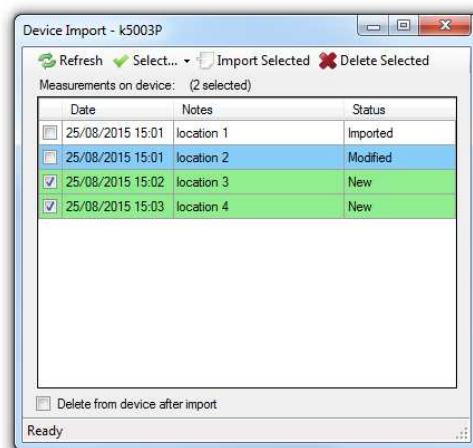 Device Import - k5003P
Refresh Select... Import Selected Delete Selected
Measurements on device: (2 selected)
Date Notes Status
25/08/2015 15:01 location 1 Imported
25/08/2015 15:01 location 2 Modified
25/08/2015 15:02 location 3 New
25/08/2015 15:03 location 4 New
Delete from device after import
Ready